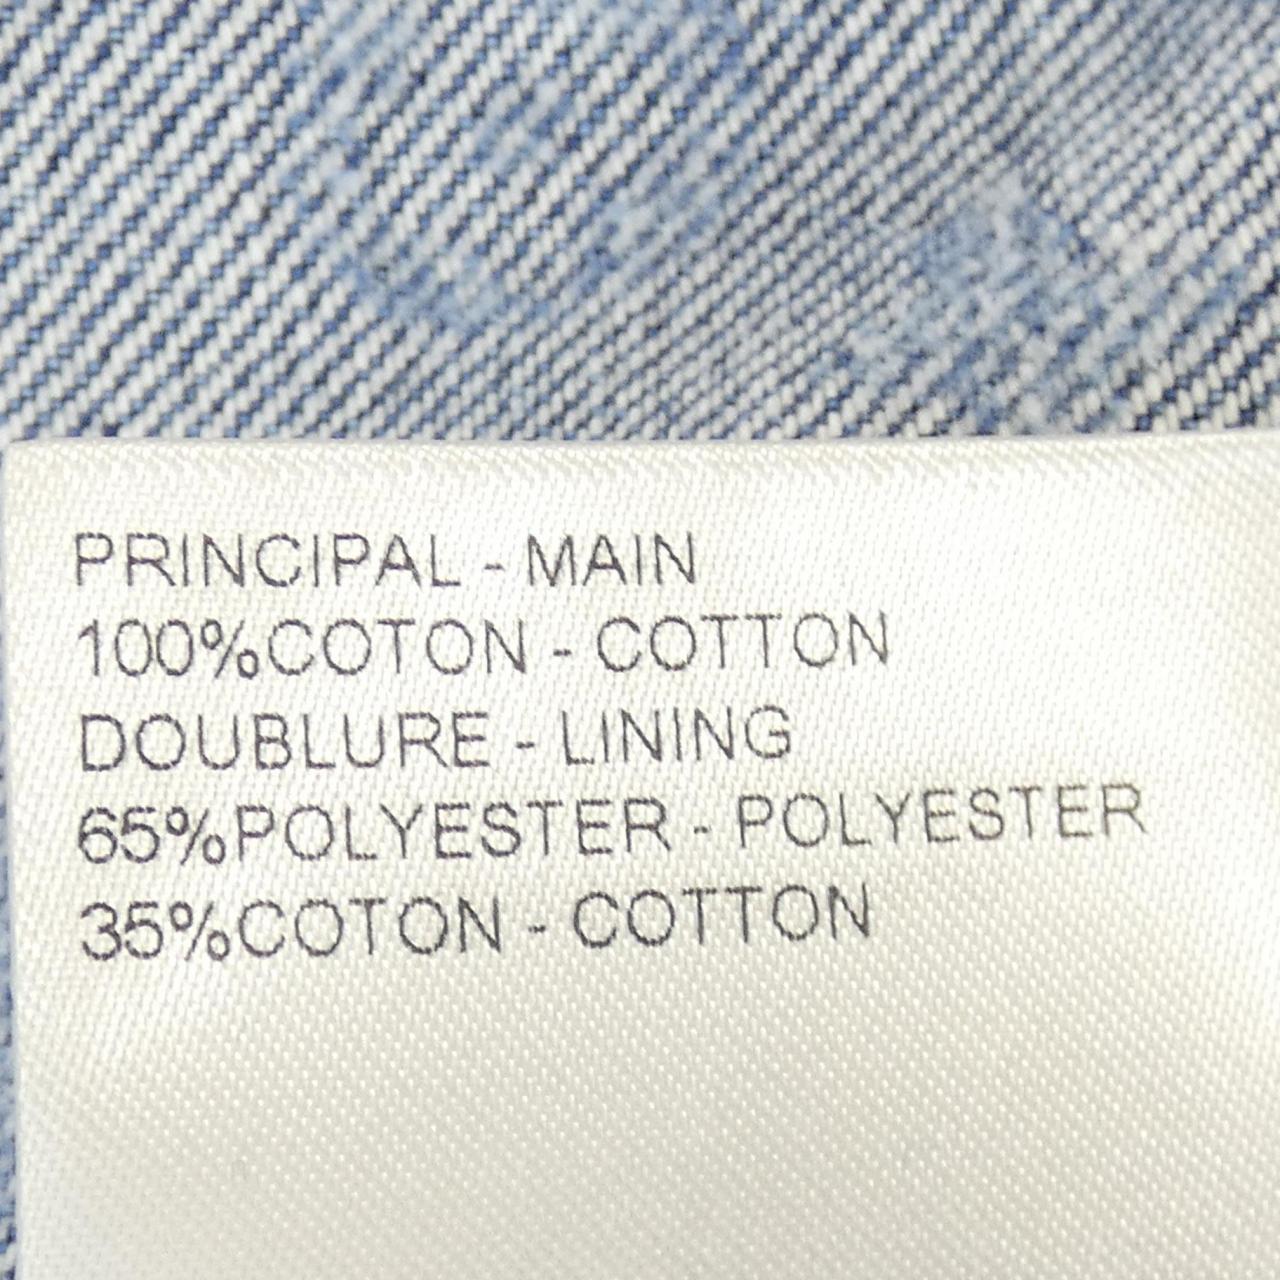 PRINCIPAL - MAIN
100%COTON - COTTON
DOUBLURE - LINING
65%POLYESTER - POLYESTER
35%COTON - COTTON